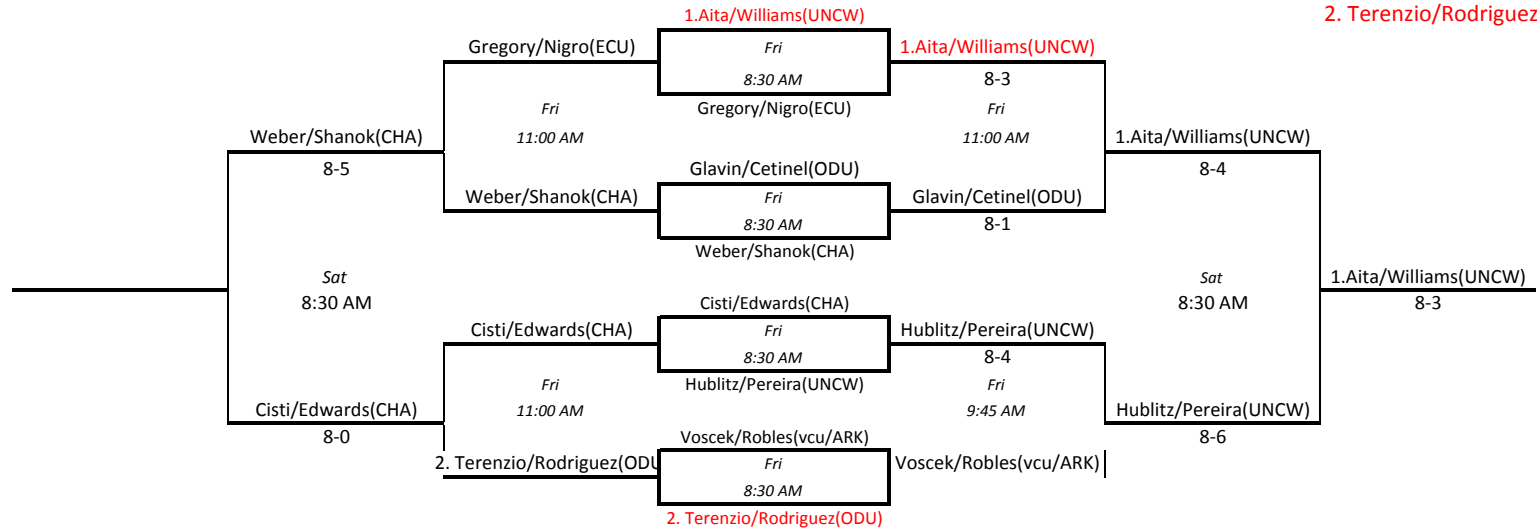 1.Aita/Williams(UNCW)
2. Terenzio/Rodriguez
Gregory/Nigro(ECU)
Fri
1.Aita/Williams(UNCW)
8:30 AM
8-3
Fri
Gregory/Nigro(ECU)
Fri
Weber/Shanok(CHA)
11:00 AM
11:00 AM
1.Aita/Williams(UNCW)
8-5
Glavin/Cetinel(ODU)
8-4
Weber/Shanok(CHA)
Fri
Glavin/Cetinel(ODU)
8:30 AM
8-1
Weber/Shanok(CHA)
Sat
Sat
1.Aita/Williams(UNCW)
8:30 AM
Cisti/Edwards(CHA)
8:30 AM
8-3
Cisti/Edwards(CHA)
Fri
Hublitz/Pereira(UNCW)
8:30 AM
8-4
Fri
Hublitz/Pereira(UNCW)
Fri
Cisti/Edwards(CHA)
11:00 AM
9:45 AM
Hublitz/Pereira(UNCW)
8-0
Voscek/Robles(vcu/ARK)
8-6
2. Terenzio/Rodriguez(ODU
Fri
Voscek/Robles(vcu/ARK)
8:30 AM
2. Terenzio/Rodriguez(ODU)